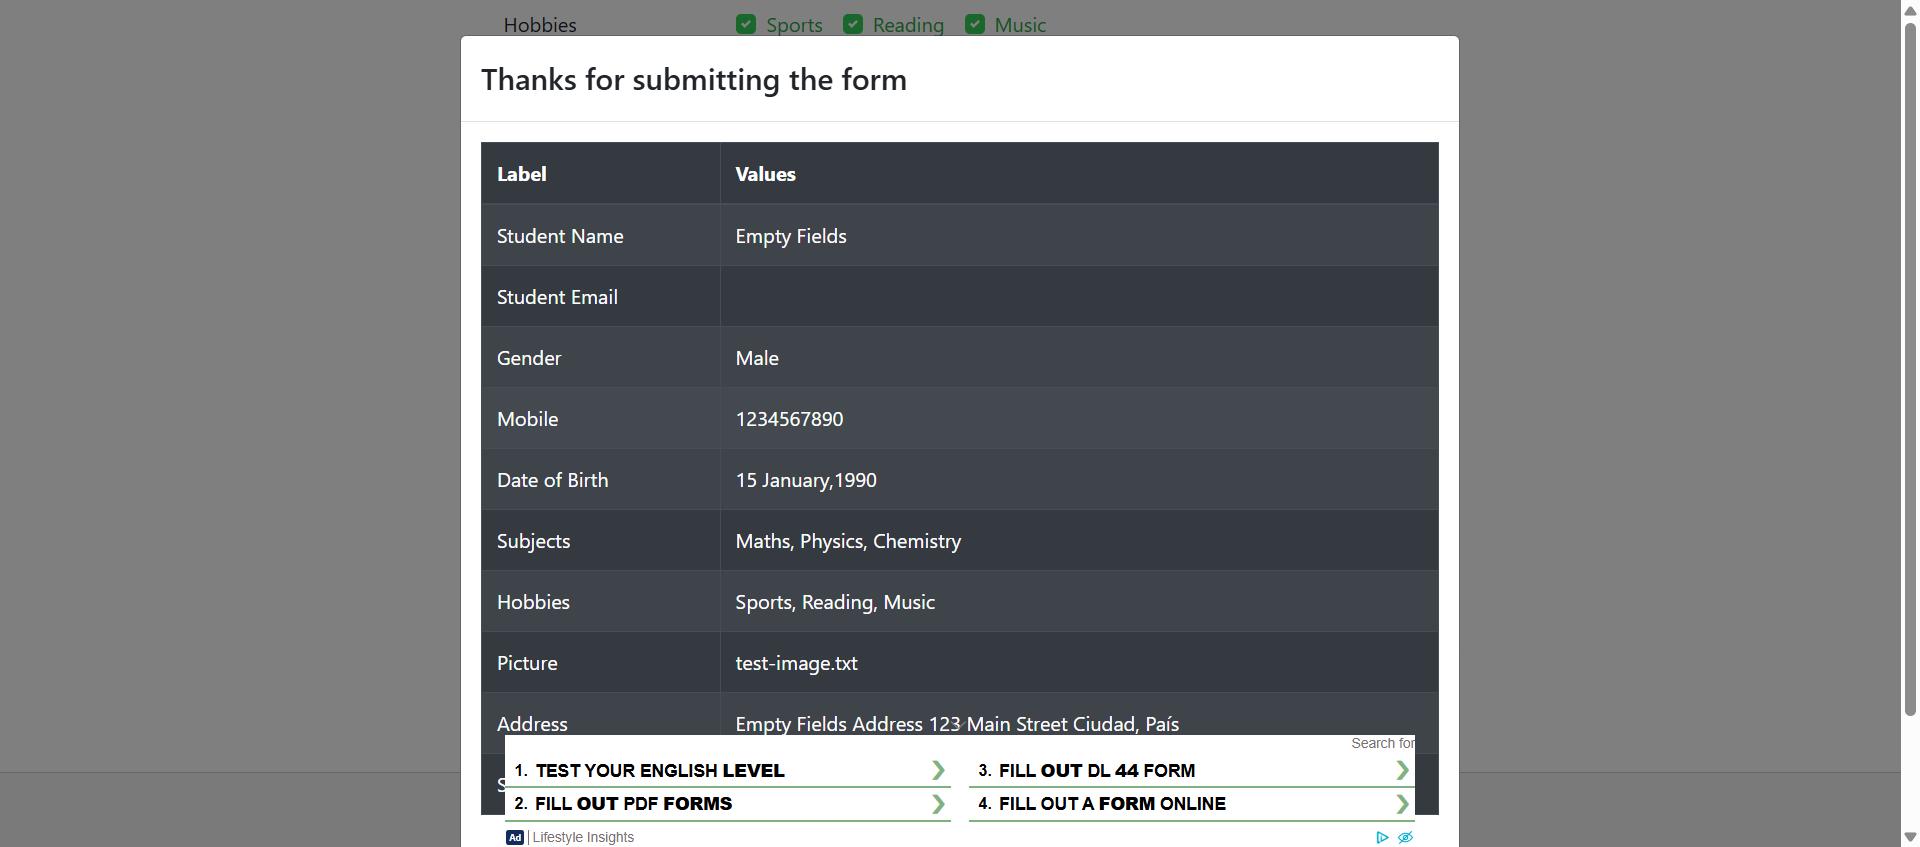 Hobbies Sports Reading Music
Thanks for submitting the form
Label Values
Student Name Empty Fields
Student Email
Gender Male
Mobile 1234567890
Date of Birth 15 January,1990
Subjects Maths, Physics, Chemistry
Hobbies Sports, Reading, Music
Picture test-image.txt
Address Empty Fields Address 123 Main Street Ciudad, País
Search for
1. TEST YOUR ENGLISH LEVEL
2. FILL OUT PDF FORMS
3. FILL OUT DL 44 FORM
4. FILL OUT A FORM ONLINE
Ad | Lifestyle Insights